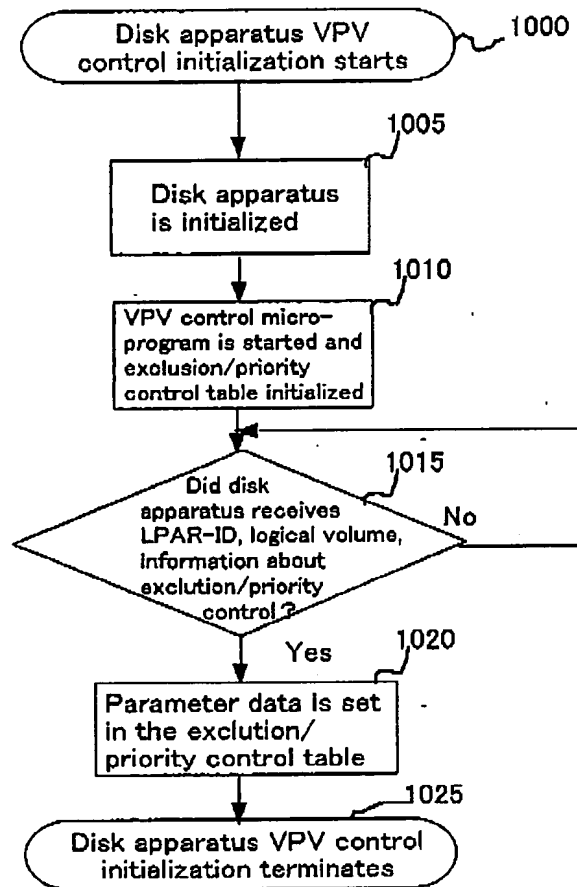 Disk apparatus VPV
control initialization starts
1000
1005
Disk apparatus
is initialized
1010
VPV control micro-
program is started and
exclusion/priority
control table initialized
1015
Did disk
apparatus receives
LPAR-ID, logical volume,
information about
exclution/priority
control ?
No
Yes
1020
Parameter data is set
in the exclution/
priority control table
1025
Disk apparatus VPV control
initialization terminates